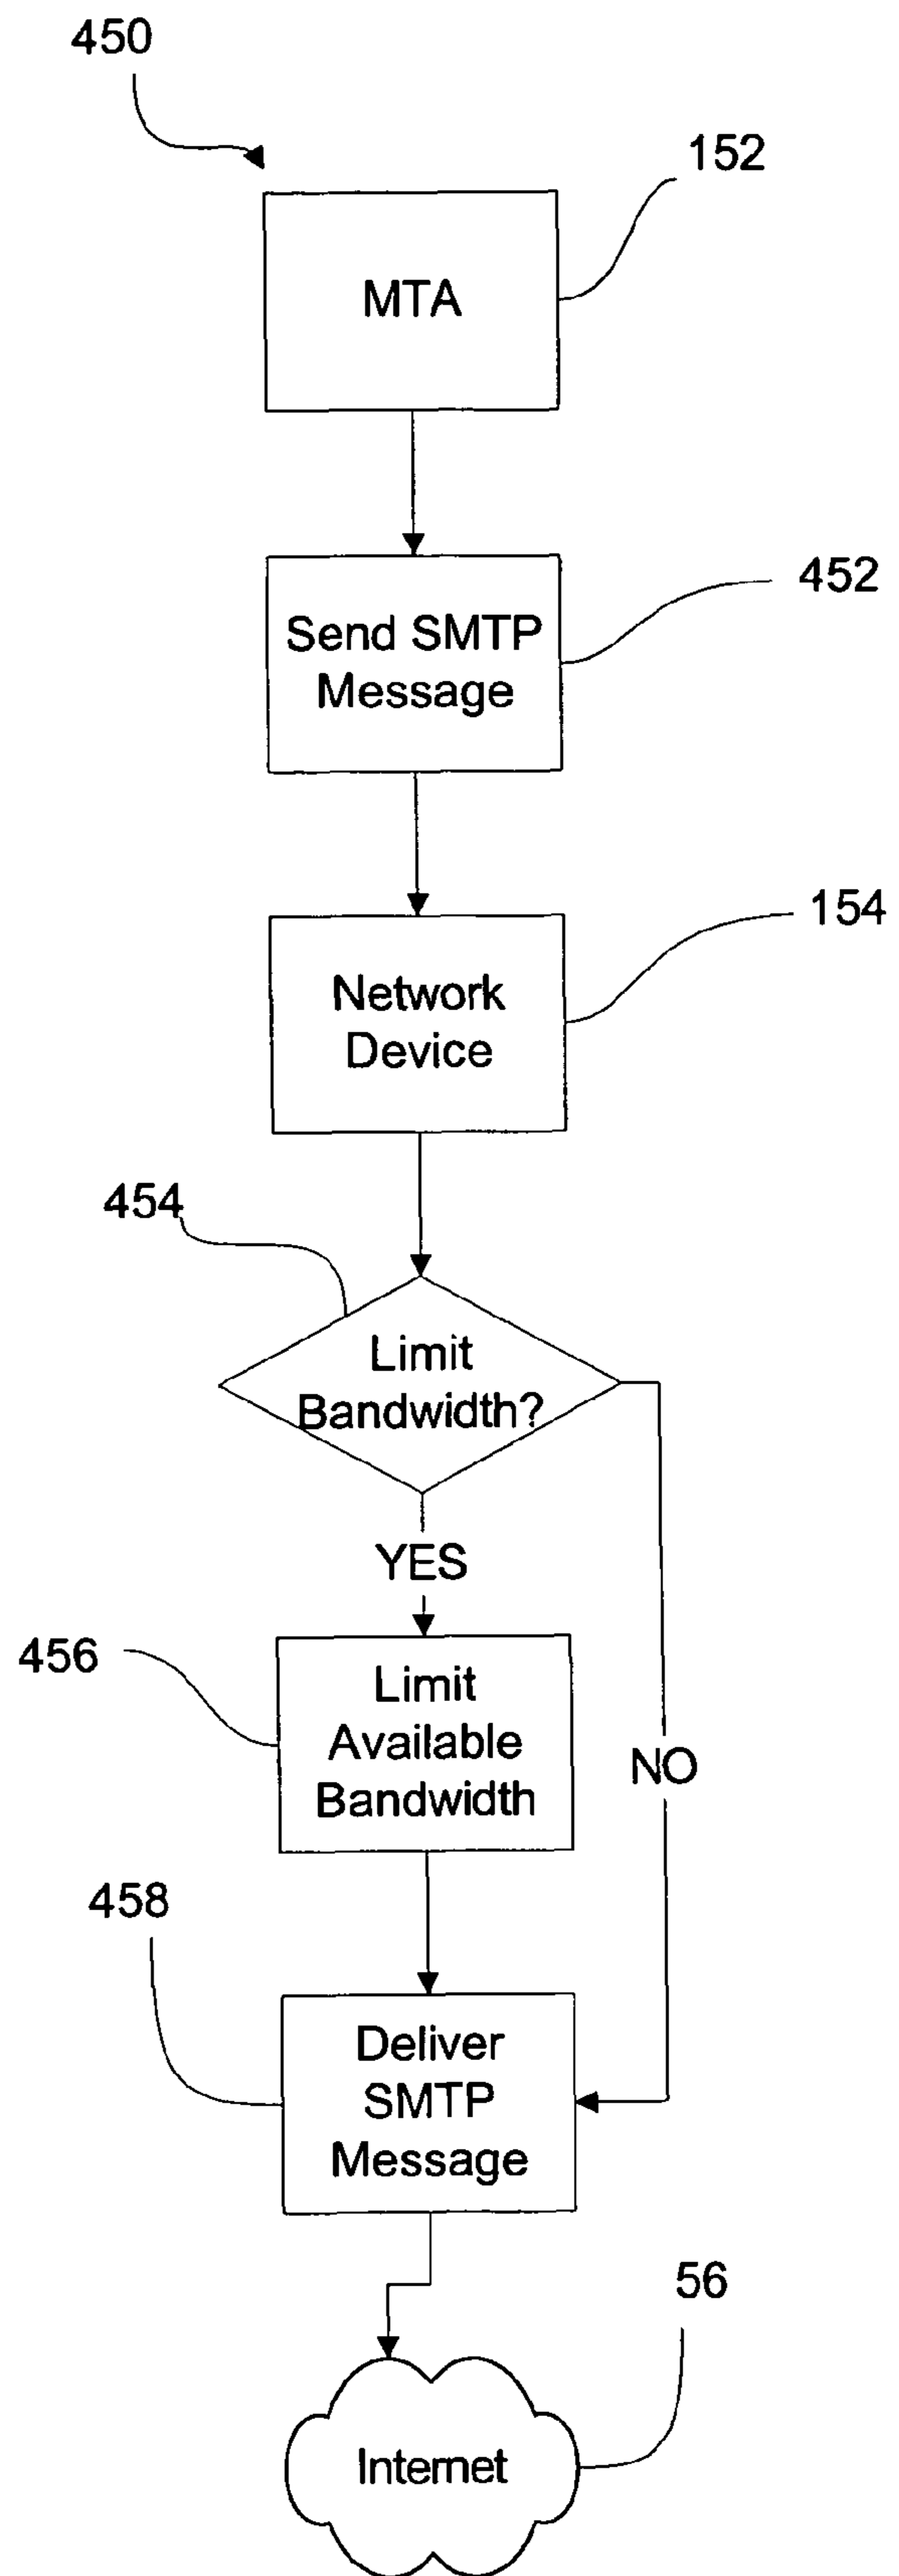 450
152
MTA
452
Send SMTP
Message
154
Network
Device
454
Limit
Bandwidth?
YES
456
Limit
Available
Bandwidth
NO
458
Deliver
SMTP
Message
56
Internet